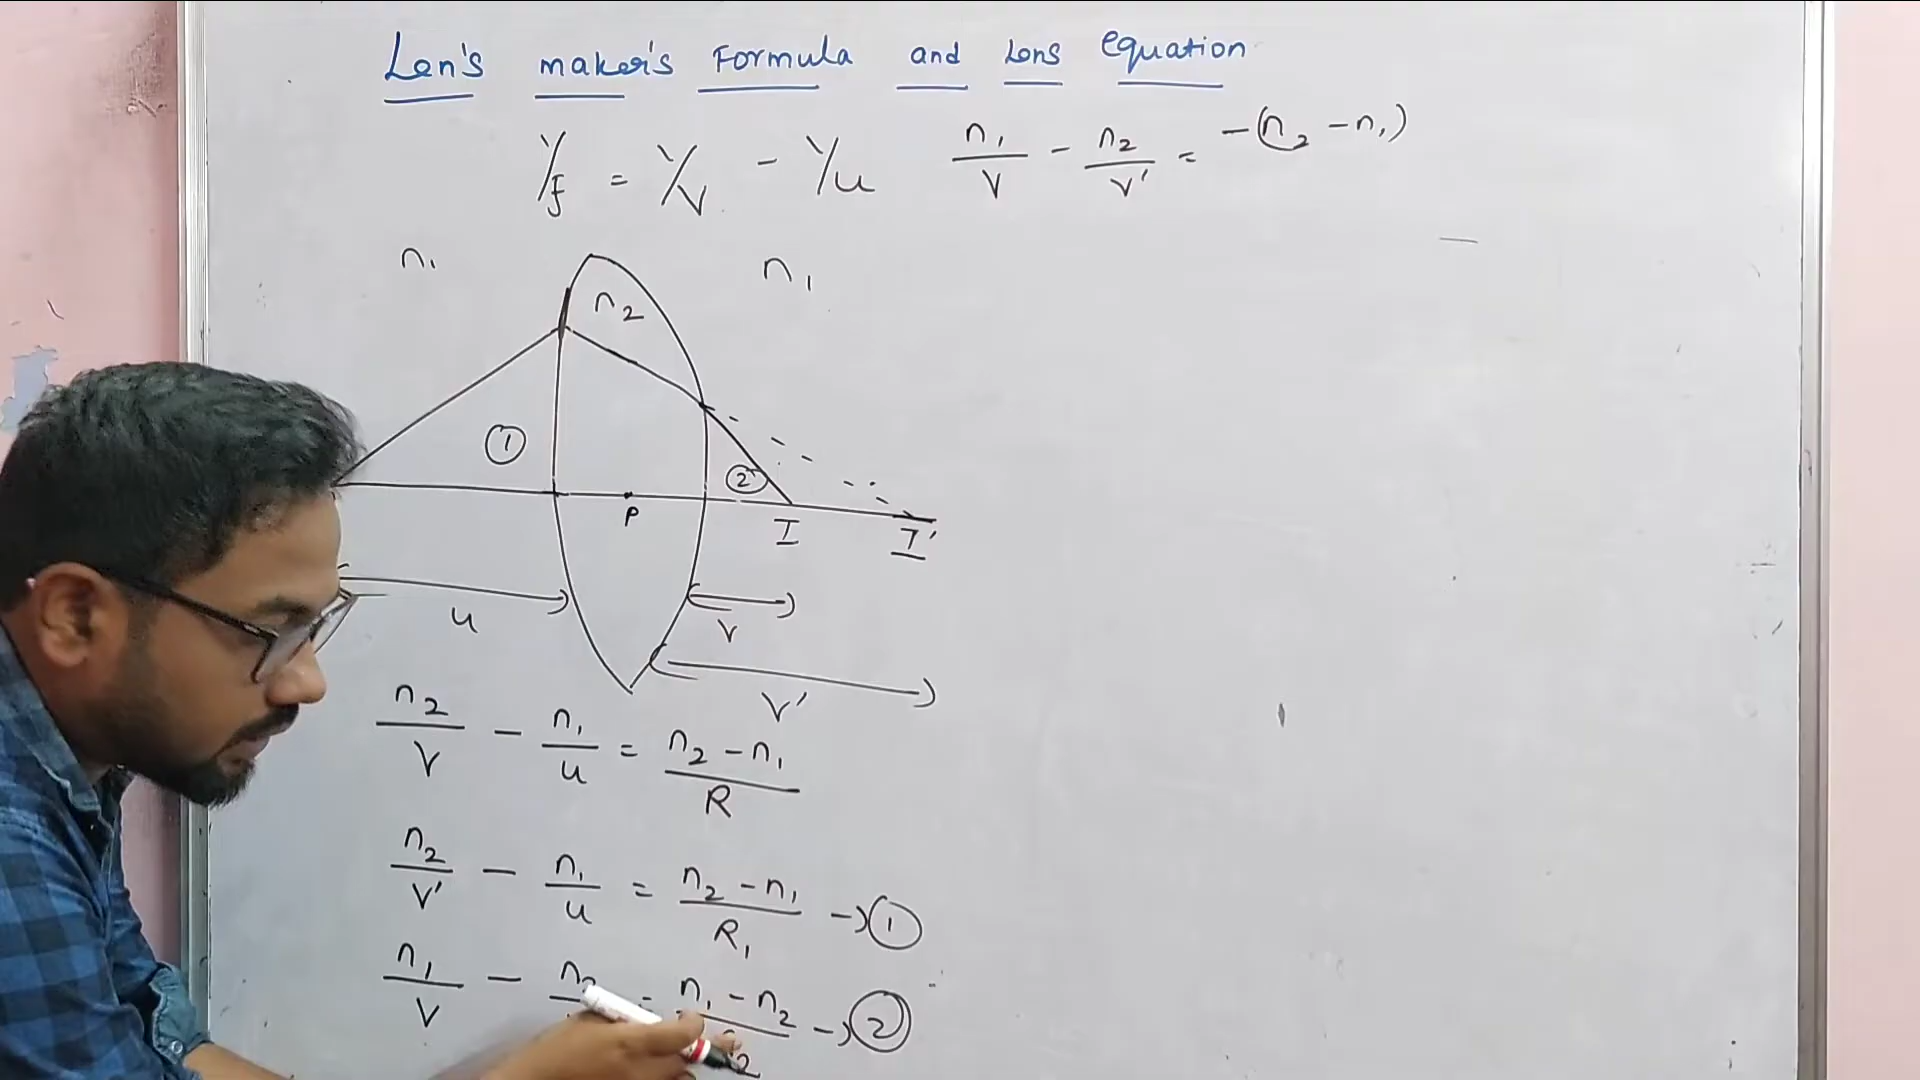 Len's maker's Formula and Lens equation
1/f = 1/v - 1/u
n₁/v - n₂/v' = -(n₂ - n₁)
n₁ n₁
n₂
①
②
P I I'
u v
v'
n₂/v - n₁/u = (n₂ - n₁)/R
n₂/v' - n₁/u = (n₂ - n₁)/R₁ → ①
n₁/v - n₂ = n₁ - n₂ → ②